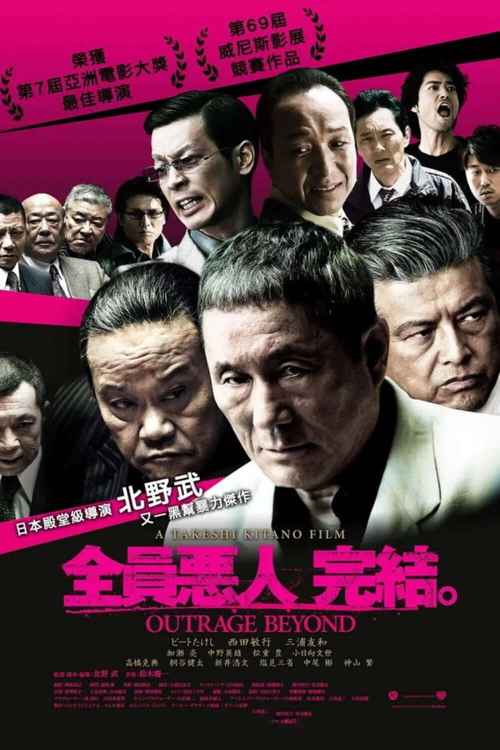 榮獲
第7屆亞洲電影大獎
最佳導演
第69屆
威尼斯影展
競賽作品
日本殿堂級導演 北野武
又一黑幫暴力傑作
A TAKESHI KITANO FILM
全員悪人 完結。
OUTRAGE BEYOND
ビートたけし 西田敏行 三浦友和
加瀬 亮 中野英雄 松重 豊 小日向文世
高橋克典 桐谷健太 新井浩文 塩見三省 中尾 彬 神山 繁